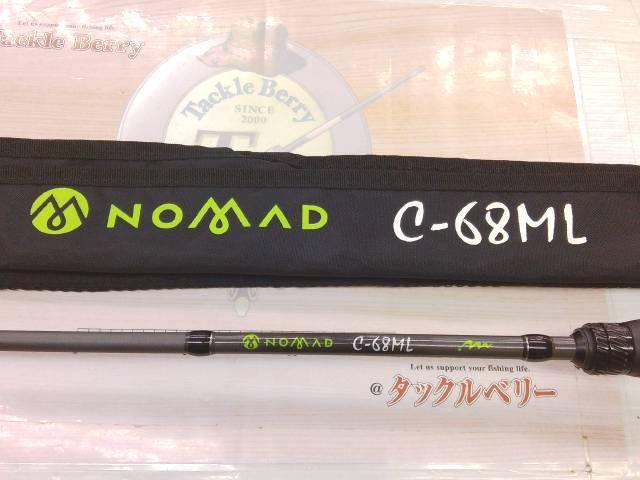 Let us support your fishing life.
Tackle Berry
Tackle Berry
SINCE
2000
NOMAD C-68ML
NOMAD C-68ML
Let us support your fishing life.
@タックルベリー